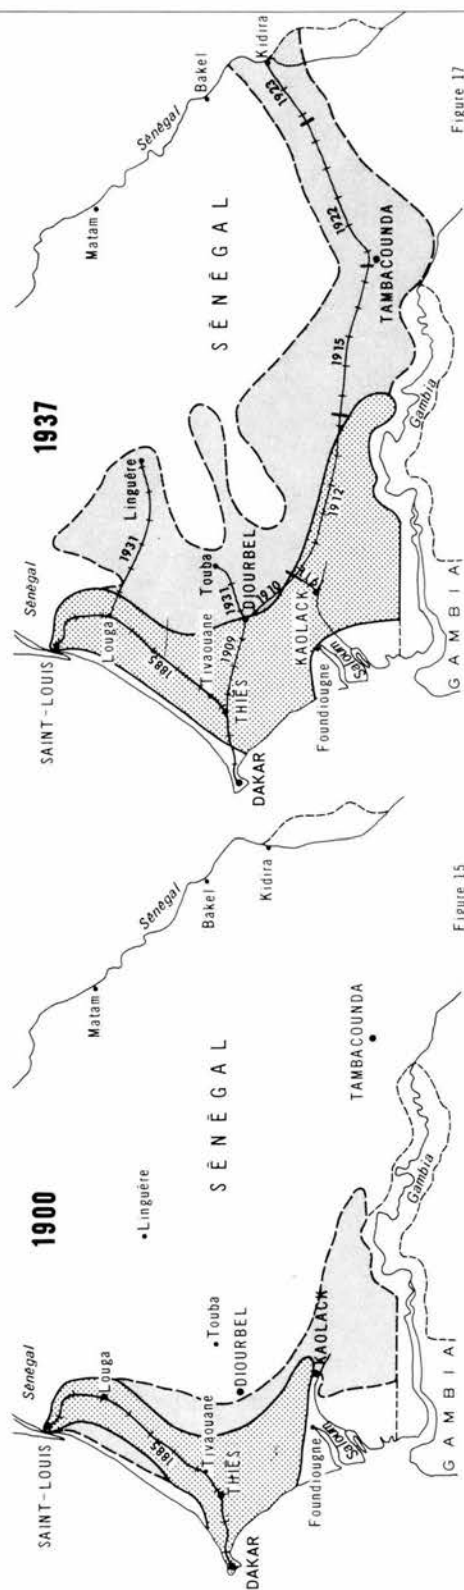 1900
SAINT-LOUIS
Sénégal
Louga
1885
Tivaouane
THIÈS
DAKAR
Touba
DIOURBEL
Linguère
Matam
Sénégal
Bakel
Kidira
S É N É G A L
KAOLACK
Foundiougne
Saloum
TAMBACOUNDA
Gambia
G A M B I A
Figure 15
1937
SAINT-LOUIS
Sénégal
Louga
1885
1931
Linguère
Tivaouane
THIÈS
DAKAR
1909
Touba
1931
DIOURBEL
1910
Matam
Sénégal
Bakel
Kidira
1923
1922
S É N É G A L
KAOLACK
Foundiougne
Saloum
1912
1915
TAMBACOUNDA
Gambia
G A M B I A
Figure 17